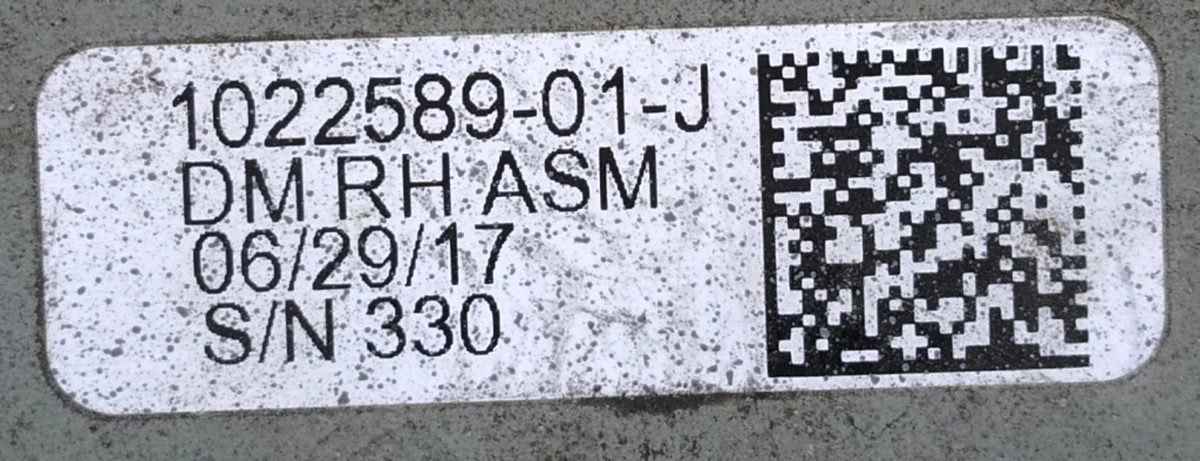 1022589-01-J
DM RH ASM
06/29/17
S/N 330